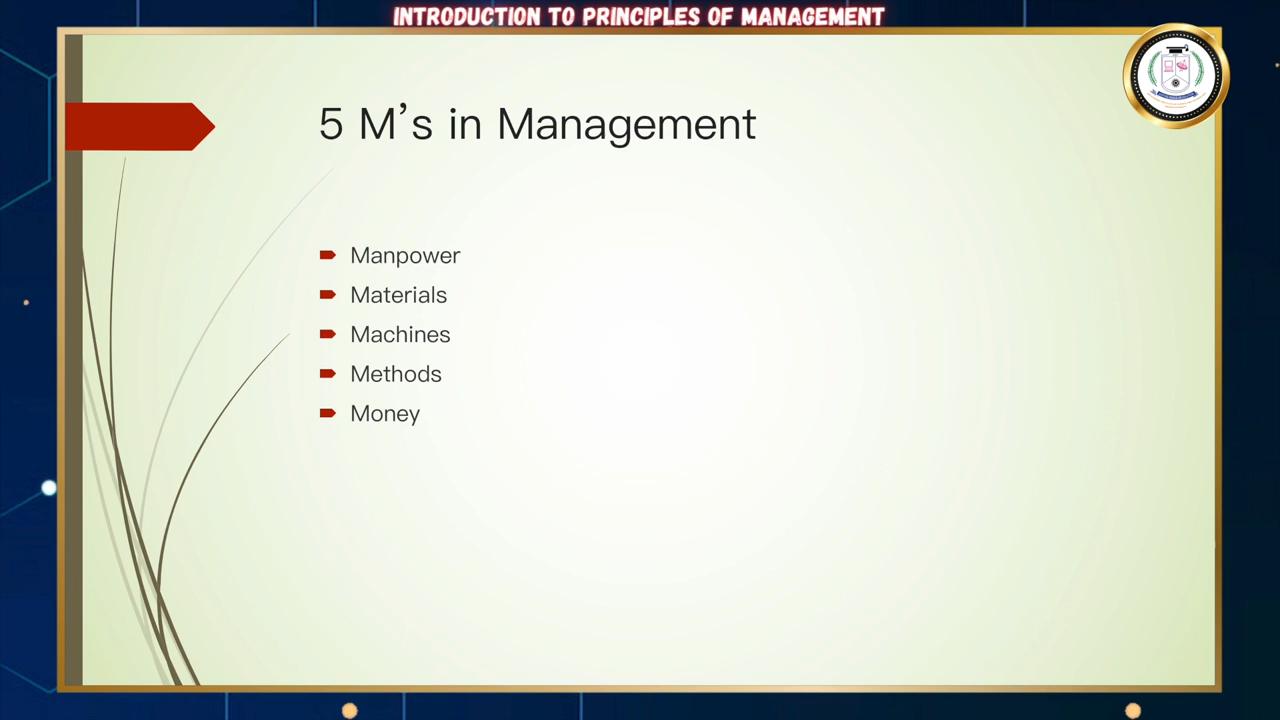 INTRODUCTION TO PRINCIPLES OF MANAGEMENT
5 M’s in Management
Manpower
Materials
Machines
Methods
Money